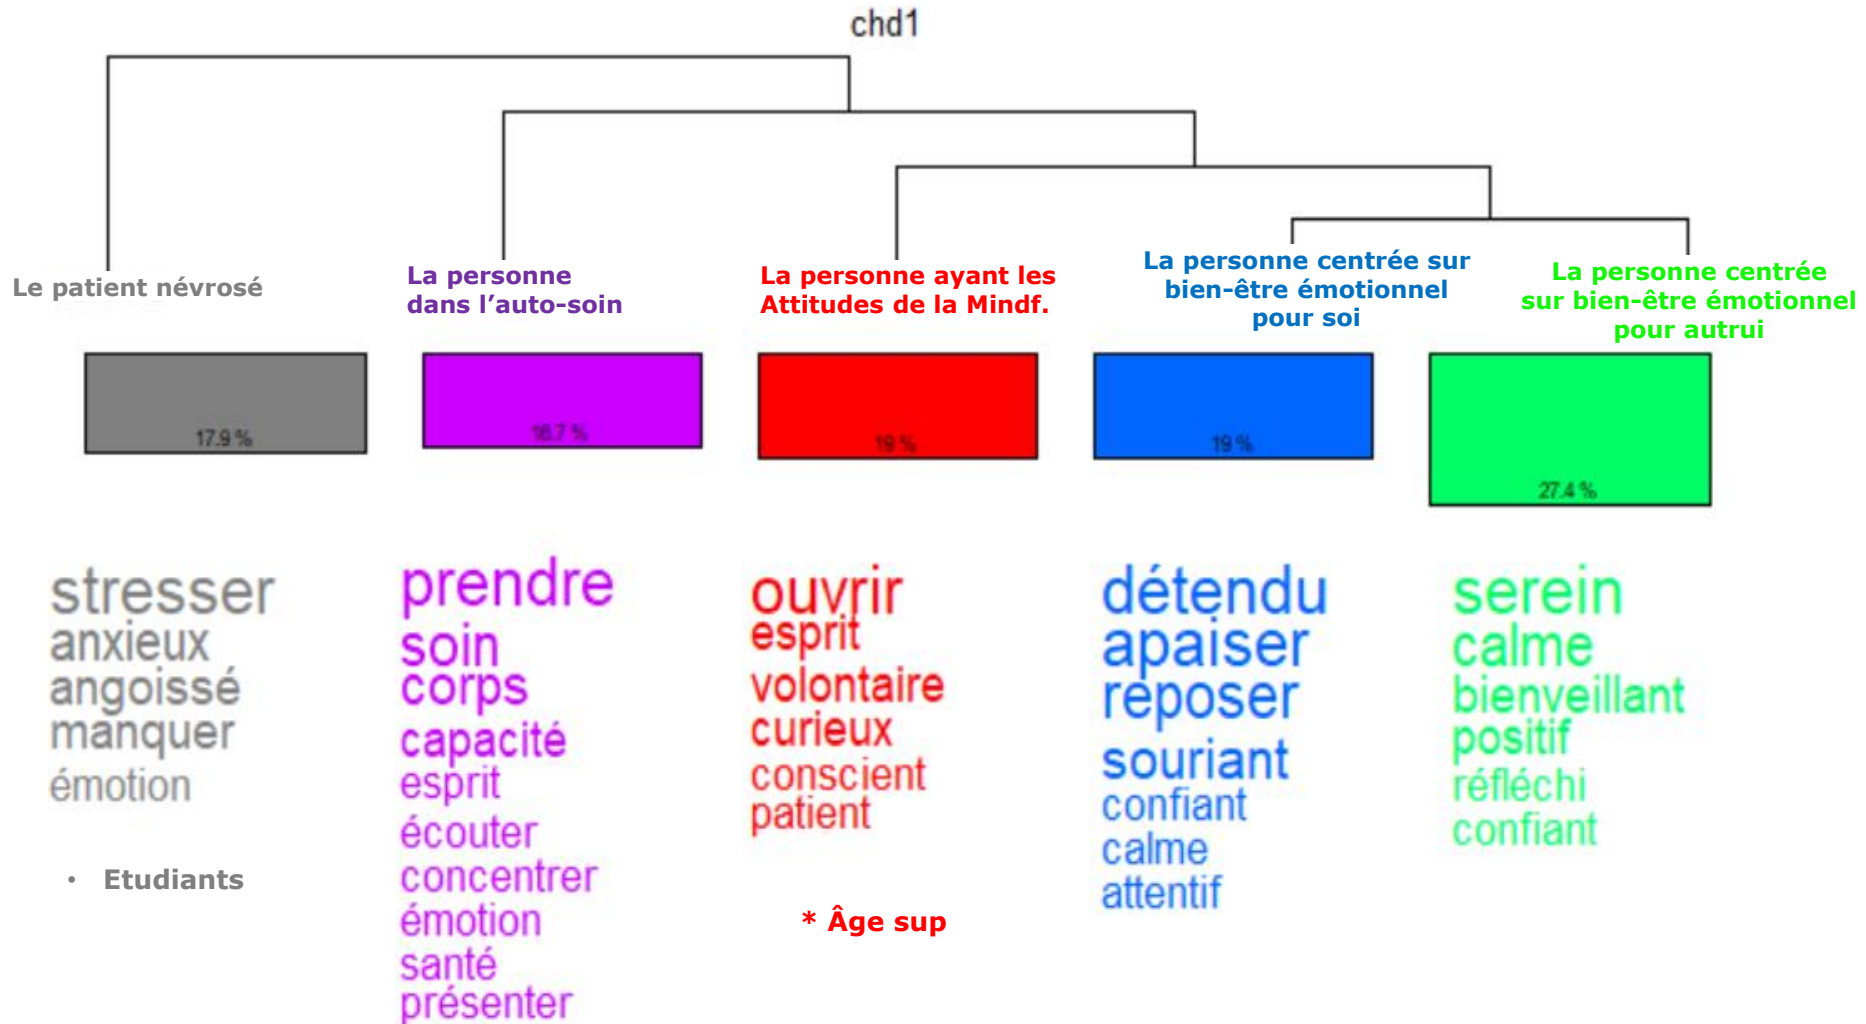 chd1
Le patient névrosé
La personne
dans l'auto-soin
La personne ayant les
Attitudes de la Mindf.
La personne centrée sur
bien-être émotionnel
pour soi
La personne centrée
sur bien-être émotionnel
pour autrui
17.9 %
16.7 %
19 %
19 %
27.4 %
stresser
anxieux
angoissé
manquer
émotion
• Etudiants
prendre
soin
corps
capacité
esprit
écouter
concentrer
émotion
santé
présenter
ouvrir
esprit
volontaire
curieux
conscient
patient
* Âge sup
détendu
apaiser
reposer
souriant
confiant
calme
attentif
serein
calme
bienveillant
positif
réfléchi
confiant